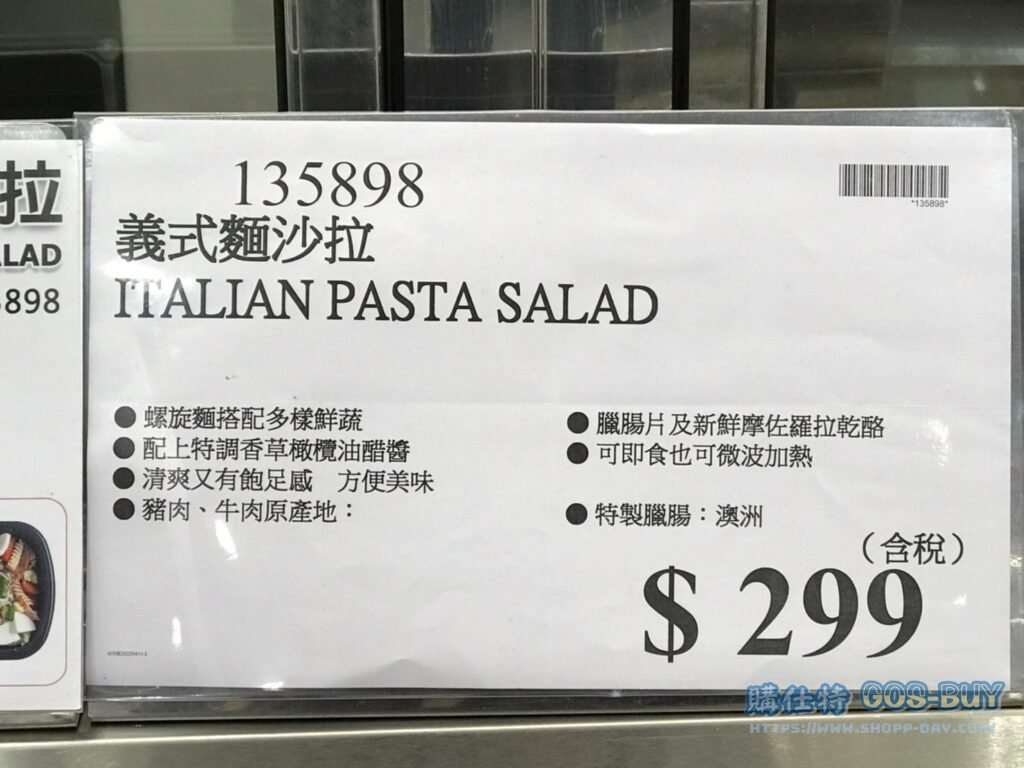 拉
LAD
5898
135898
*135898*
義式麵沙拉
ITALIAN PASTA SALAD
● 螺旋麵搭配多樣鮮蔬
● 配上特調香草橄欖油醋醬
● 清爽又有飽足感 方便美味
● 豬肉、牛肉原產地：
● 臘腸片及新鮮摩佐羅拉乾酪
● 可即食也可微波加熱
● 特製臘腸：澳洲
（含稅）
$ 299
購仕特 GOS-BUY
HTTPS://WWW.SHOPP-DAY.COM/